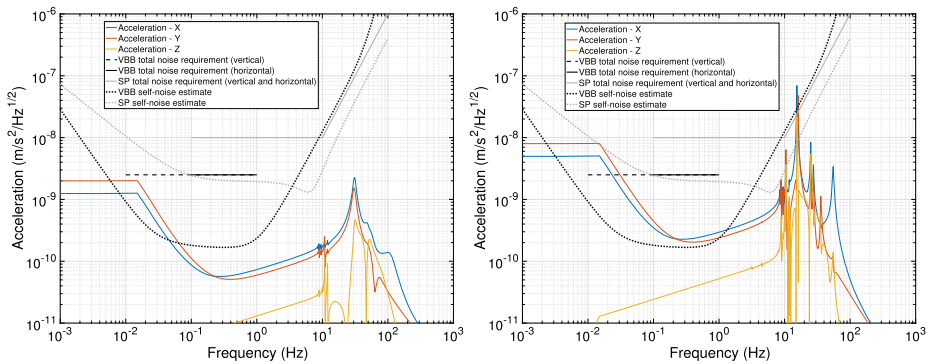 10^-6
10^-7
10^-8
10^-9
10^-10
10^-11
Acceleration (m/s^2/Hz^1/2)
Acceleration - X
Acceleration - Y
Acceleration - Z
VBB total noise requirement (vertical)
VBB total noise requirement (horizontal)
SP total noise requirement (vertical and horizontal)
VBB self-noise estimate
SP self-noise estimate
10^-3 10^-2 10^-1 10^0 10^1 10^2 10^3
Frequency (Hz)
10^-6
10^-7
10^-8
10^-9
10^-10
10^-11
Acceleration (m/s^2/Hz^1/2)
Acceleration - X
Acceleration - Y
Acceleration - Z
VBB total noise requirement (vertical)
VBB total noise requirement (horizontal)
SP total noise requirement (vertical and horizontal)
VBB self-noise estimate
SP self-noise estimate
10^-3 10^-2 10^-1 10^0 10^1 10^2 10^3
Frequency (Hz)